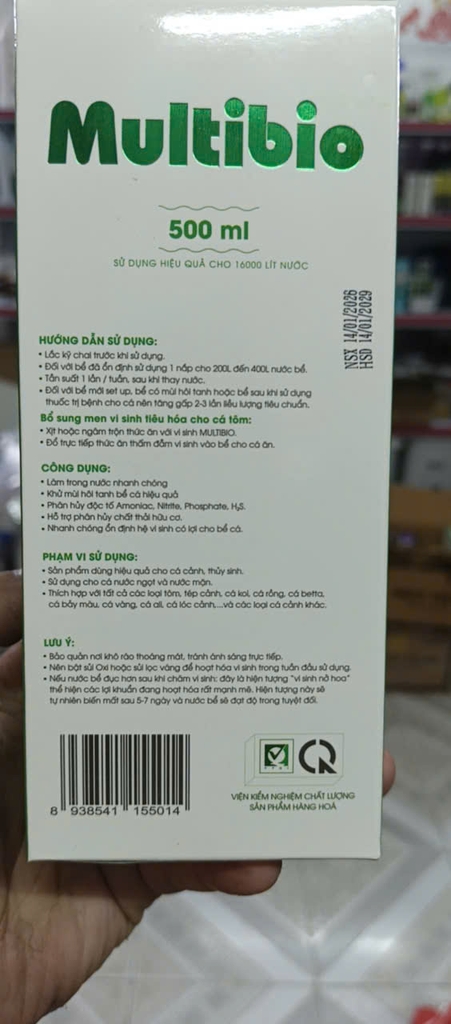 Multibio
500 ml
SỬ DỤNG HIỆU QUẢ CHO 16000 LÍT NƯỚC
NSX 14/01/2026
HSD 14/01/2029
HƯỚNG DẪN SỬ DỤNG:
• Lắc kỹ chai trước khi sử dụng.
• Đối với bể đã ổn định sử dụng 1 nắp cho 200L đến 400L nước bể.
• Tần suất 1 lần / tuần, sau khi thay nước.
• Đối với bể mới set up, bể có mùi hôi tanh hoặc bể sau khi sử dụng
thuốc trị bệnh cho cá nên tăng gấp 2-3 lần liều lượng tiêu chuẩn.
Bổ sung men vi sinh tiêu hóa cho cá tôm:
• Xịt hoặc ngâm trộn thức ăn với vi sinh MULTIBIO.
• Đổ trực tiếp thức ăn thấm đẫm vi sinh vào bể cho cá ăn.
CÔNG DỤNG:
• Làm trong nước nhanh chóng
• Khử mùi hôi tanh bể cá hiệu quả
• Phân hủy độc tố Amoniac, Nitrite, Phosphate, H₂S.
• Hỗ trợ phân hủy chất thải hữu cơ.
• Nhanh chóng ổn định hệ vi sinh có lợi cho bể cá.
PHẠM VI SỬ DỤNG:
• Sản phẩm dùng hiệu quả cho cá cảnh, thủy sinh.
• Sử dụng cho cá nước ngọt và nước mặn.
• Thích hợp với tất cả các loại tôm, tép cảnh, cá koi, cá rồng, cá betta,
cá bảy màu, cá vàng, cá ali, cá lóc cảnh,...và các loại cá cảnh khác.
LƯU Ý:
• Bảo quản nơi khô ráo thoáng mát, tránh ánh sáng trực tiếp.
• Nên bật sủi Oxi hoặc sủi lọc vàng để hoạt hóa vi sinh trong tuần đầu sử dụng.
• Nếu nước bể đục hơn sau khi châm vi sinh: đây là hiện tượng "vi sinh nở hoa"
thể hiện các lợi khuẩn đang hoạt hóa rất mạnh mẽ. Hiện tượng này sẽ
tự nhiên biến mất sau 5-7 ngày và nước bể sẽ đạt độ trong tuyệt đối.
8 938541 155014
VIỆN KIỂM NGHIỆM CHẤT LƯỢNG
SẢN PHẨM HÀNG HOÁ